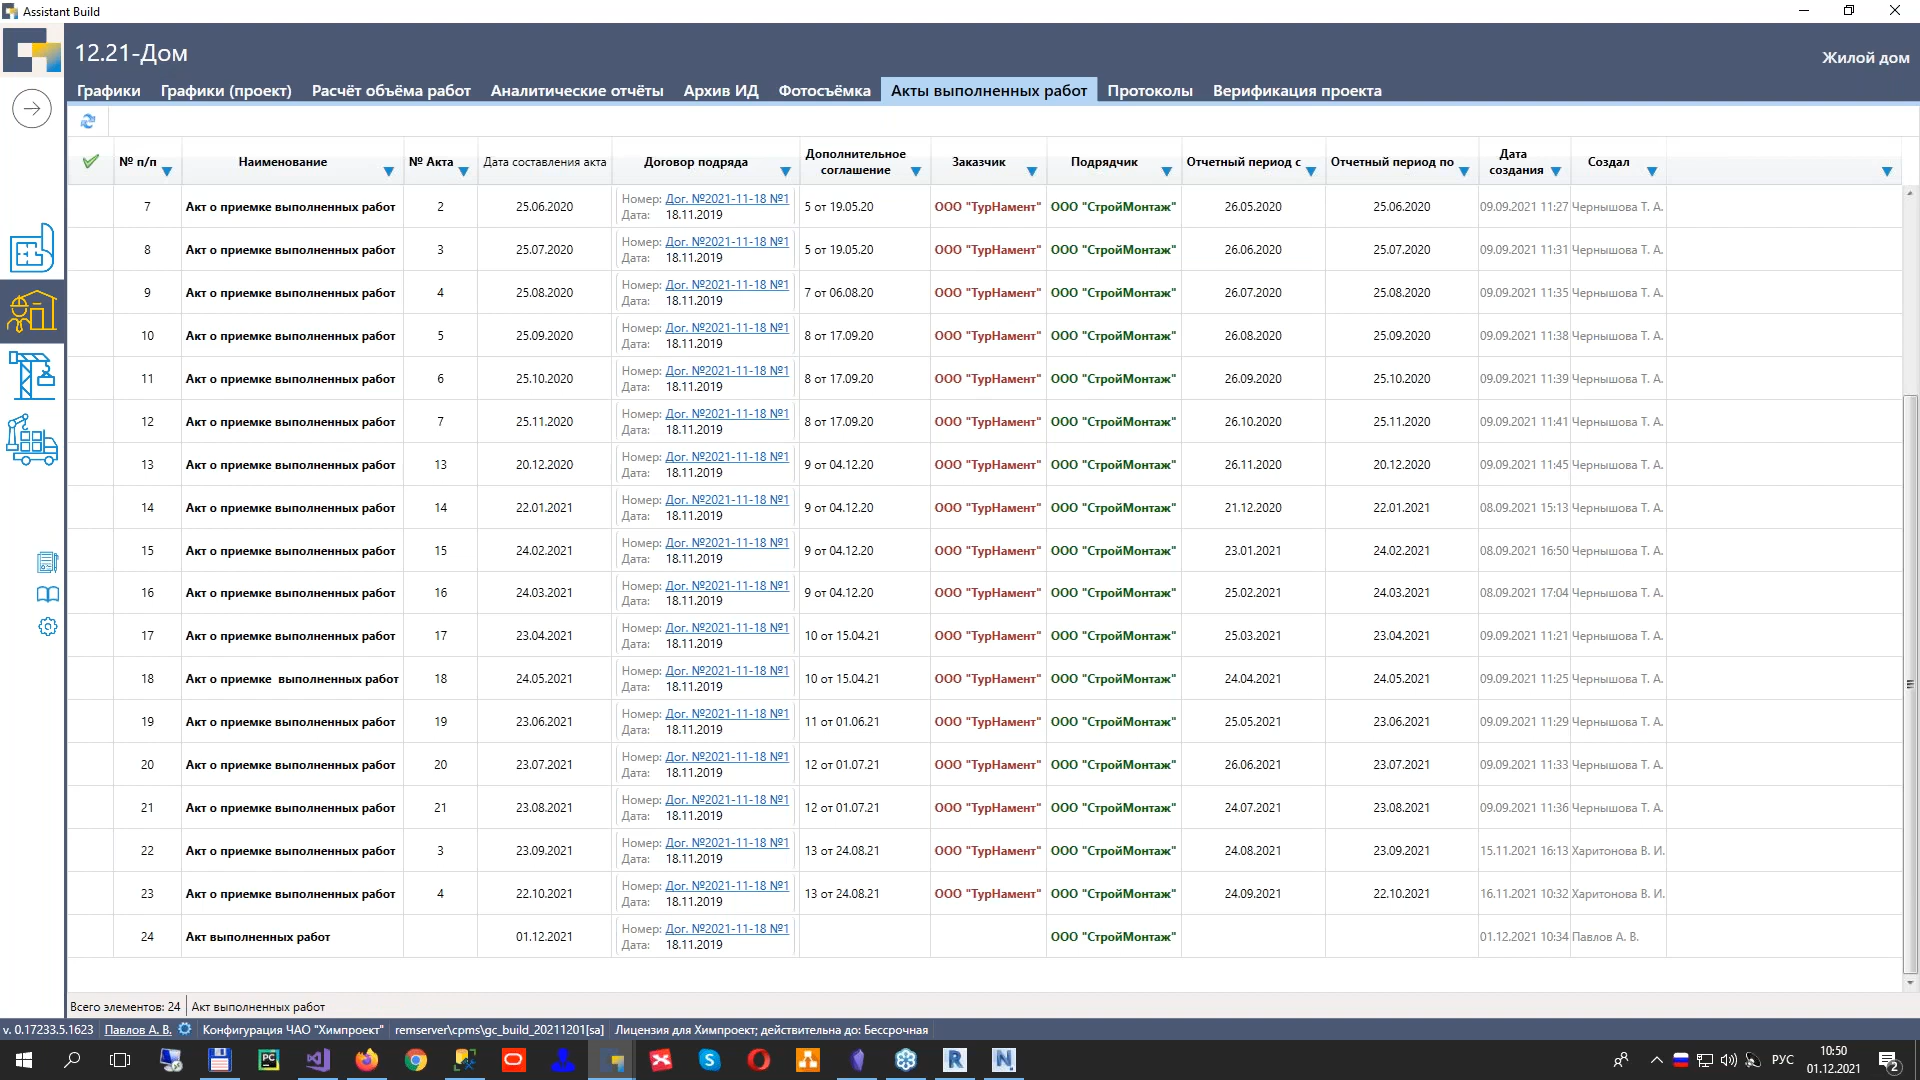 Assistant Build
12.21-Дом
Жилой дом
Графики Графики (проект) Расчёт объёма работ Аналитические отчёты Архив ИД Фотосъёмка Акты выполненных работ Протоколы Верификация проекта
№ п/п Наименование № Акта Дата составления акта Договор подряда Дополнительное соглашение Заказчик Подрядчик Отчетный период с Отчетный период по Дата создания Создал
7 Акт о приемке выполненных работ 2 25.06.2020 Номер: Дог. №2021-11-18 №1 Дата: 18.11.2019 5 от 19.05.20 ООО "ТурНамент" ООО "СтройМонтаж" 26.05.2020 25.06.2020 09.09.2021 11:27 Чернышова Т. А.
8 Акт о приемке выполненных работ 3 25.07.2020 Номер: Дог. №2021-11-18 №1 Дата: 18.11.2019 5 от 19.05.20 ООО "ТурНамент" ООО "СтройМонтаж" 26.06.2020 25.07.2020 09.09.2021 11:31 Чернышова Т. А.
9 Акт о приемке выполненных работ 4 25.08.2020 Номер: Дог. №2021-11-18 №1 Дата: 18.11.2019 7 от 06.08.20 ООО "ТурНамент" ООО "СтройМонтаж" 26.07.2020 25.08.2020 09.09.2021 11:35 Чернышова Т. А.
10 Акт о приемке выполненных работ 5 25.09.2020 Номер: Дог. №2021-11-18 №1 Дата: 18.11.2019 8 от 17.09.20 ООО "ТурНамент" ООО "СтройМонтаж" 26.08.2020 25.09.2020 09.09.2021 11:38 Чернышова Т. А.
11 Акт о приемке выполненных работ 6 25.10.2020 Номер: Дог. №2021-11-18 №1 Дата: 18.11.2019 8 от 17.09.20 ООО "ТурНамент" ООО "СтройМонтаж" 26.09.2020 25.10.2020 09.09.2021 11:39 Чернышова Т. А.
12 Акт о приемке выполненных работ 7 25.11.2020 Номер: Дог. №2021-11-18 №1 Дата: 18.11.2019 8 от 17.09.20 ООО "ТурНамент" ООО "СтройМонтаж" 26.10.2020 25.11.2020 09.09.2021 11:41 Чернышова Т. А.
13 Акт о приемке выполненных работ 13 20.12.2020 Номер: Дог. №2021-11-18 №1 Дата: 18.11.2019 9 от 04.12.20 ООО "ТурНамент" ООО "СтройМонтаж" 26.11.2020 20.12.2020 09.09.2021 11:45 Чернышова Т. А.
14 Акт о приемке выполненных работ 14 22.01.2021 Номер: Дог. №2021-11-18 №1 Дата: 18.11.2019 9 от 04.12.20 ООО "ТурНамент" ООО "СтройМонтаж" 21.12.2020 22.01.2021 08.09.2021 15:13 Чернышова Т. А.
15 Акт о приемке выполненных работ 15 24.02.2021 Номер: Дог. №2021-11-18 №1 Дата: 18.11.2019 9 от 04.12.20 ООО "ТурНамент" ООО "СтройМонтаж" 23.01.2021 24.02.2021 08.09.2021 16:50 Чернышова Т. А.
16 Акт о приемке выполненных работ 16 24.03.2021 Номер: Дог. №2021-11-18 №1 Дата: 18.11.2019 9 от 04.12.20 ООО "ТурНамент" ООО "СтройМонтаж" 25.02.2021 24.03.2021 08.09.2021 17:04 Чернышова Т. А.
17 Акт о приемке выполненных работ 17 23.04.2021 Номер: Дог. №2021-11-18 №1 Дата: 18.11.2019 10 от 15.04.21 ООО "ТурНамент" ООО "СтройМонтаж" 25.03.2021 23.04.2021 09.09.2021 11:21 Чернышова Т. А.
18 Акт о приемке выполненных работ 18 24.05.2021 Номер: Дог. №2021-11-18 №1 Дата: 18.11.2019 10 от 15.04.21 ООО "ТурНамент" ООО "СтройМонтаж" 24.04.2021 24.05.2021 09.09.2021 11:25 Чернышова Т. А.
19 Акт о приемке выполненных работ 19 23.06.2021 Номер: Дог. №2021-11-18 №1 Дата: 18.11.2019 11 от 01.06.21 ООО "ТурНамент" ООО "СтройМонтаж" 25.05.2021 23.06.2021 09.09.2021 11:29 Чернышова Т. А.
20 Акт о приемке выполненных работ 20 23.07.2021 Номер: Дог. №2021-11-18 №1 Дата: 18.11.2019 12 от 01.07.21 ООО "ТурНамент" ООО "СтройМонтаж" 26.06.2021 23.07.2021 09.09.2021 11:33 Чернышова Т. А.
21 Акт о приемке выполненных работ 21 23.08.2021 Номер: Дог. №2021-11-18 №1 Дата: 18.11.2019 12 от 01.07.21 ООО "ТурНамент" ООО "СтройМонтаж" 24.07.2021 23.08.2021 09.09.2021 11:36 Чернышова Т. А.
22 Акт о приемке выполненных работ 3 23.09.2021 Номер: Дог. №2021-11-18 №1 Дата: 18.11.2019 13 от 24.08.21 ООО "ТурНамент" ООО "СтройМонтаж" 24.08.2021 23.09.2021 15.11.2021 16:13 Харитонова В. И.
23 Акт о приемке выполненных работ 4 22.10.2021 Номер: Дог. №2021-11-18 №1 Дата: 18.11.2019 13 от 24.08.21 ООО "ТурНамент" ООО "СтройМонтаж" 24.09.2021 22.10.2021 16.11.2021 10:32 Харитонова В. И.
24 Акт выполненных работ 01.12.2021 Номер: Дог. №2021-11-18 №1 Дата: 18.11.2019 ООО "СтройМонтаж" 01.12.2021 10:34 Павлов А. В.
Всего элементов: 24 Акт выполненных работ
v. 0.17233.5.1623 Павлов А. В. Конфигурация ЧАО "Химпроект" remserver\cpms\gc_build_20211201[sa] Лицензия для Химпроект; действительна до: Бессрочная
РУС 10:50
01.12.2021
2